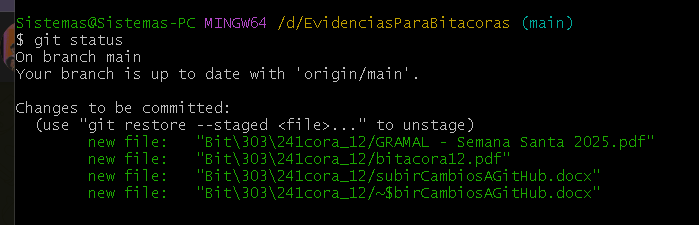 Sistemas@Sistemas-PC MINGW64 /d/EvidenciasParaBitacoras (main)
$ git status
On branch main
Your branch is up to date with 'origin/main'.
Changes to be committed:
(use "git restore --staged <file>..." to unstage)
new file:   "Bit\303\241cora_12/GRAMAL - Semana Santa 2025.pdf"
new file:   "Bit\303\241cora_12/bitacora12.pdf"
new file:   "Bit\303\241cora_12/subirCambiosAGitHub.docx"
new file:   "Bit\303\241cora_12/~$birCambiosAGitHub.docx"